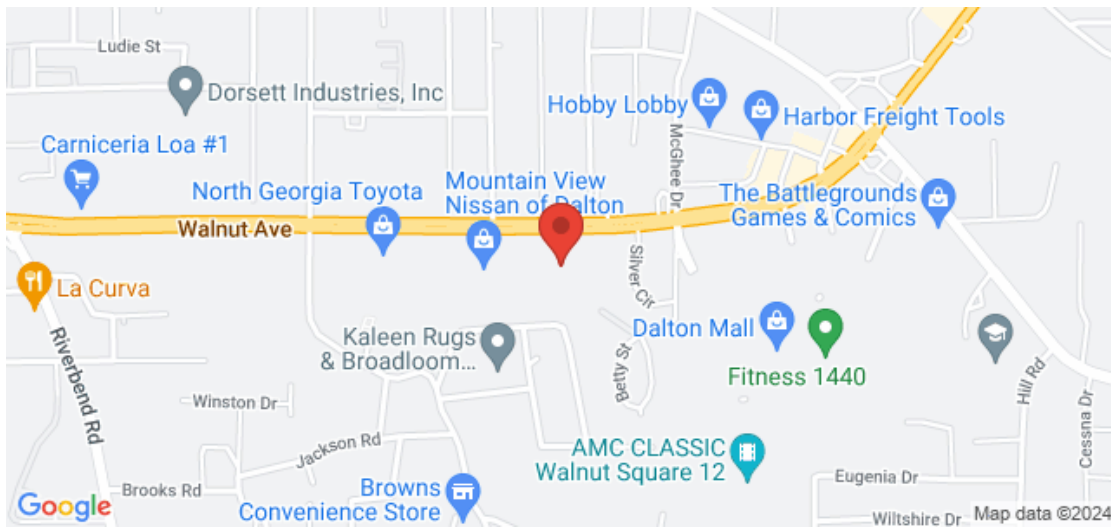 Ludie St
Dorsett Industries, Inc
Hobby Lobby
Harbor Freight Tools
McGhee Dr
Carniceria Loa #1
North Georgia Toyota
Mountain View
Nissan of Dalton
The Battlegrounds
Games & Comics
Walnut Ave
Silver Cir
La Curva
Riverbend Rd
Kaleen Rugs
& Broadloom...
Betty St
Dalton Mall
Fitness 1440
Hill Rd
Cessna Dr
Winston Dr
Jackson Rd
AMC CLASSIC
Walnut Square 12
Brooks Rd
Browns
Convenience Store
Eugenia Dr
Wiltshire Dr
Google
Map data ©2024